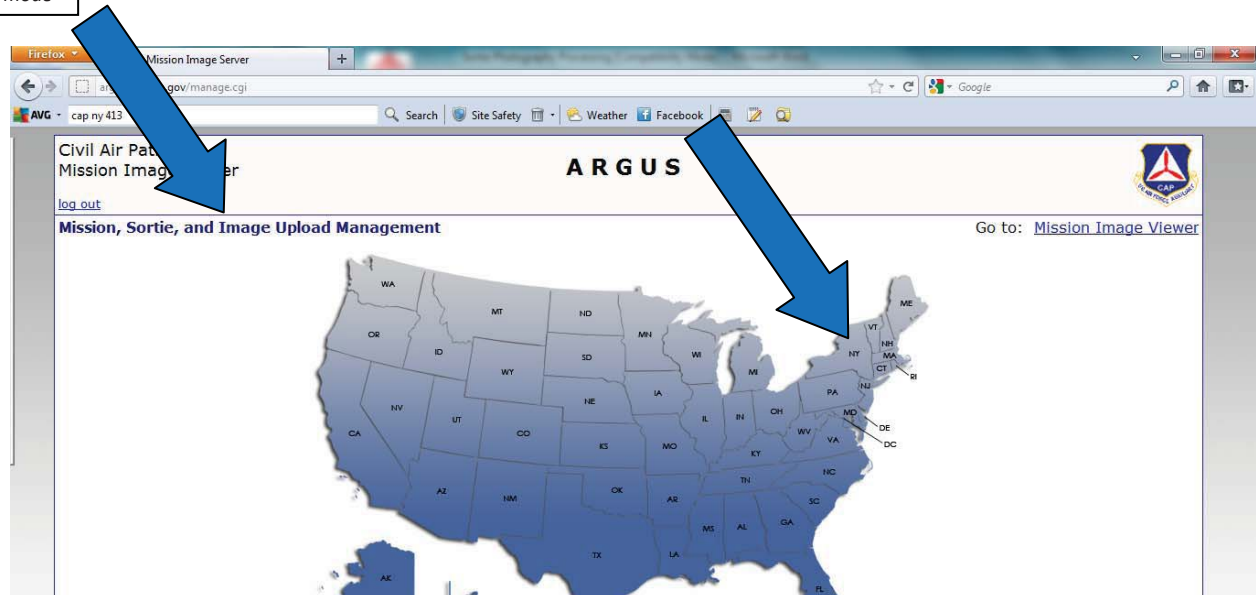 Firefox
Mission Image Server
gov/manage.cgi
Google
AVG
cap ny 413
Search
Site Safety
Weather
Facebook
Civil Air
Mission
ARGUS
CAP
log out
Mission, Sortie, and Image Upload Management
Go to: Mission Image Viewer
WA
MT
ND
MN
ME
VT
NH
OR
ID
SD
WI
MI
NY
MA
CT
RI
WY
IA
PA
NJ
NE
NV
UT
CO
IL
IN
OH
MD
DE
CA
KS
MO
WV
VA
DC
KY
NC
TN
AZ
NM
OK
AR
SC
MS
AL
GA
TX
LA
AK
FL